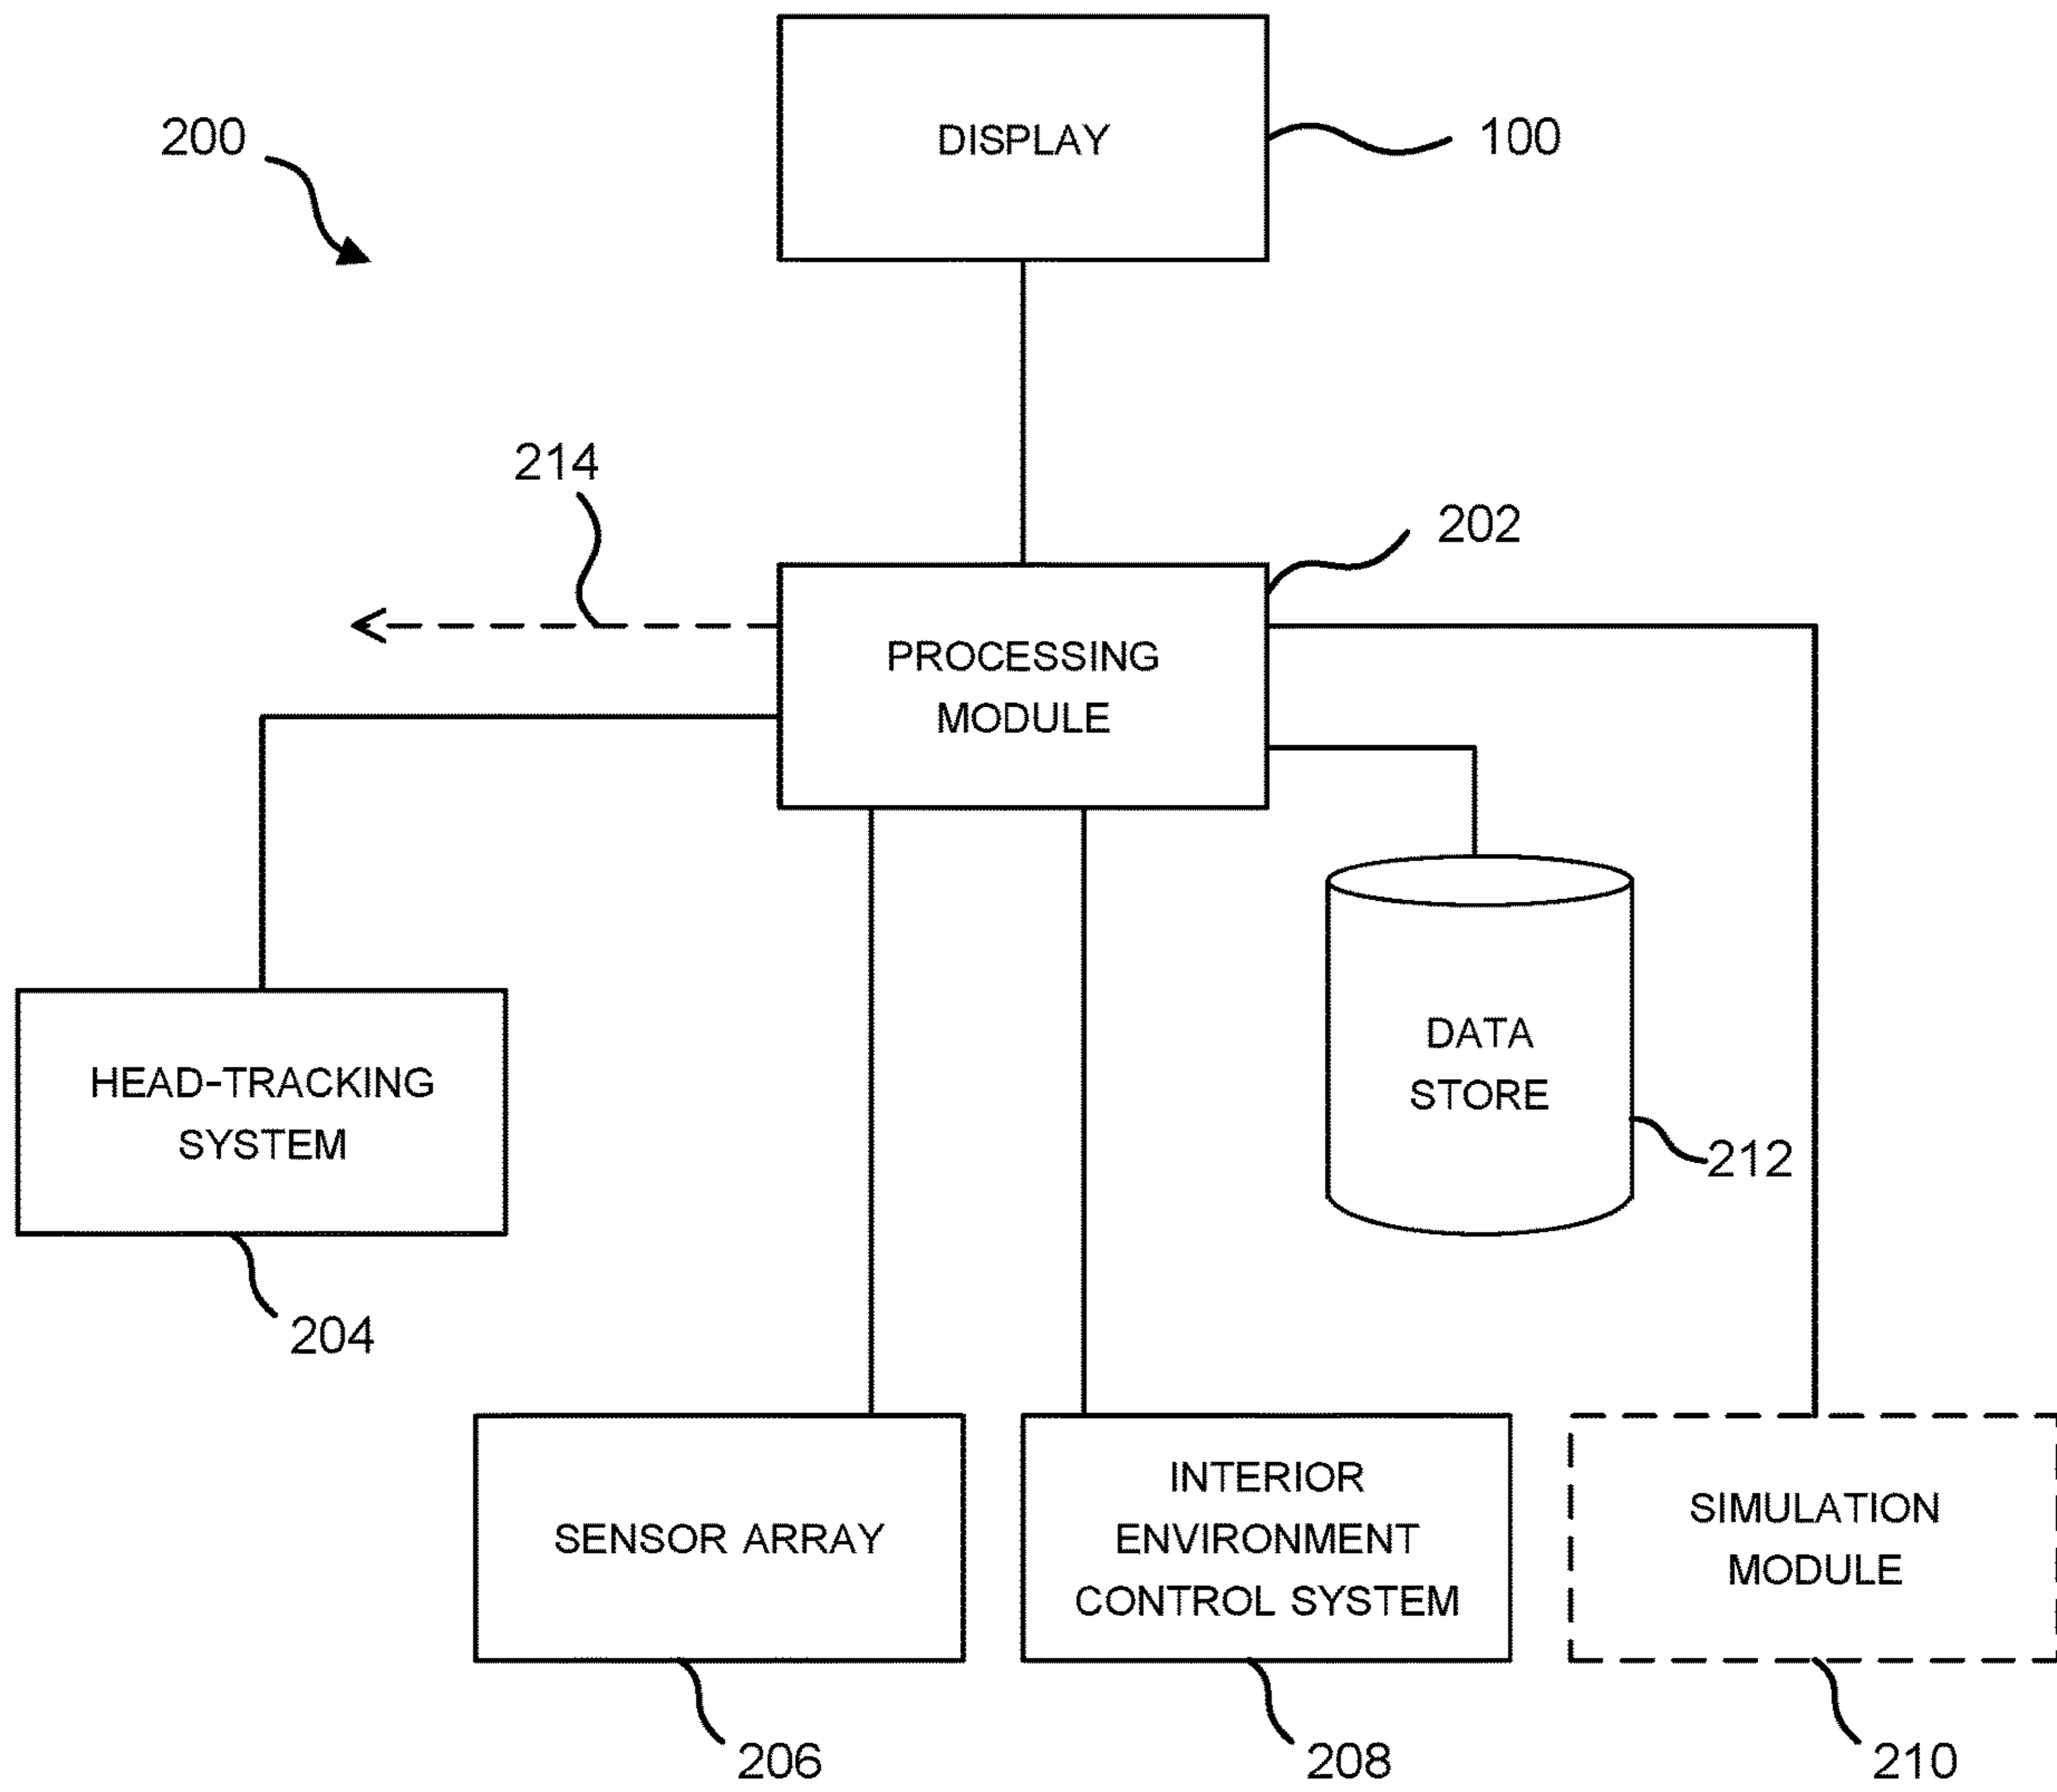 200
DISPLAY
100
214
202
PROCESSING
MODULE
HEAD-TRACKING
SYSTEM
204
DATA
STORE
212
SENSOR ARRAY
206
INTERIOR
ENVIRONMENT
CONTROL SYSTEM
208
SIMULATION
MODULE
210